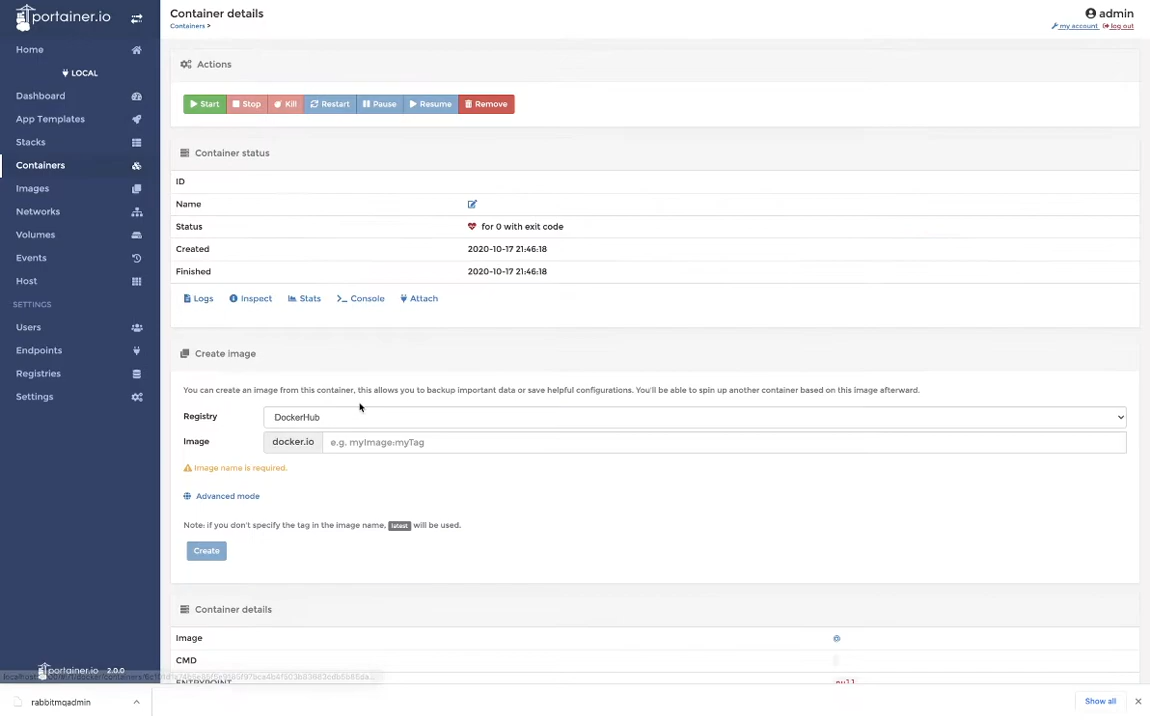 portainer.io
Container details
Containers >
admin
my account
log out
Home
LOCAL
Dashboard
App Templates
Stacks
Containers
Images
Networks
Volumes
Events
Host
SETTINGS
Users
Endpoints
Registries
Settings
portainer.io 2.0.0
Actions
Start
Stop
Kill
Restart
Pause
Resume
Remove
Container status
ID
Name
Status
for 0 with exit code
Created
2020-10-17 21:46:18
Finished
2020-10-17 21:46:18
Logs
Inspect
Stats
Console
Attach
Create image
You can create an image from this container, this allows you to backup important data or save helpful configurations. You'll be able to spin up another container based on this image afterward.
Registry
DockerHub
Image
docker.io
e.g. myImage:myTag
Image name is required.
Advanced mode
Note: if you don't specify the tag in the image name, latest will be used.
Create
Container details
Image
@
CMD
ENTRYPOINT
null
rabbitmqadmin
Show all